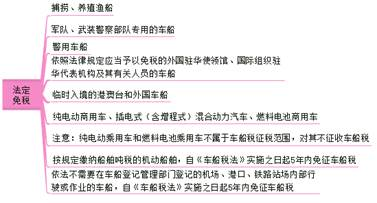 捕捞、养殖渔船
军队、武装警察部队专用的车船
警用车船
依照法律规定应当予以免税的外国驻华使领馆、国际组织驻
华代表机构及其有关人员的车船
法定
免税
临时入境的港澳台和外国车船
纯电动商用车、插电式（含增程式）混合动力汽车、燃料电池商用车
注意：纯电动乘用车和燃料电池乘用车不属于车船税征税范围，对其不征收车船税
按规定缴纳船舶吨税的机动船舶，自《车船税法》实施之日起5年内免征车船税
依法不需要在车船登记管理部门登记的机场、港口、铁路站场内部行
驶或作业的车船，自《车船税法》实施之日起5年内免征车船税